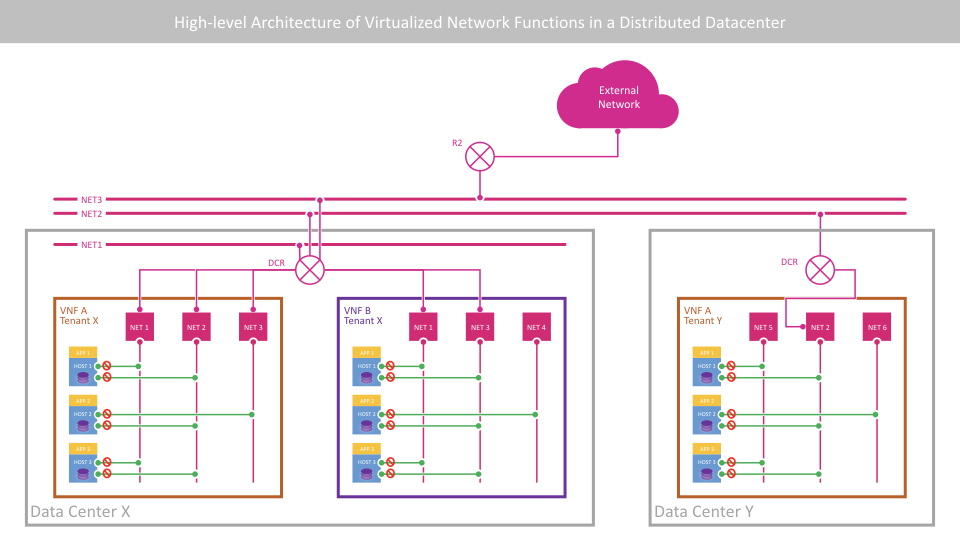 High-level Architecture of Virtualized Network Functions in a Distributed Datacenter
External
Network
R2
NET3
NET2
NET1
DCR
DCR
VNF A
Tenant X
NET 1
NET 2
NET 3
APP 1
HOST 1
APP 2
HOST 2
APP 3
HOST 1
VNF B
Tenant X
NET 1
NET 3
NET 4
APP 1
HOST 1
APP 2
HOST 2
APP 3
HOST 3
VNF A
Tenant Y
NET 5
NET 2
NET 6
APP 1
HOST 1
APP 2
HOST 2
APP 3
HOST 1
Data Center X
Data Center Y